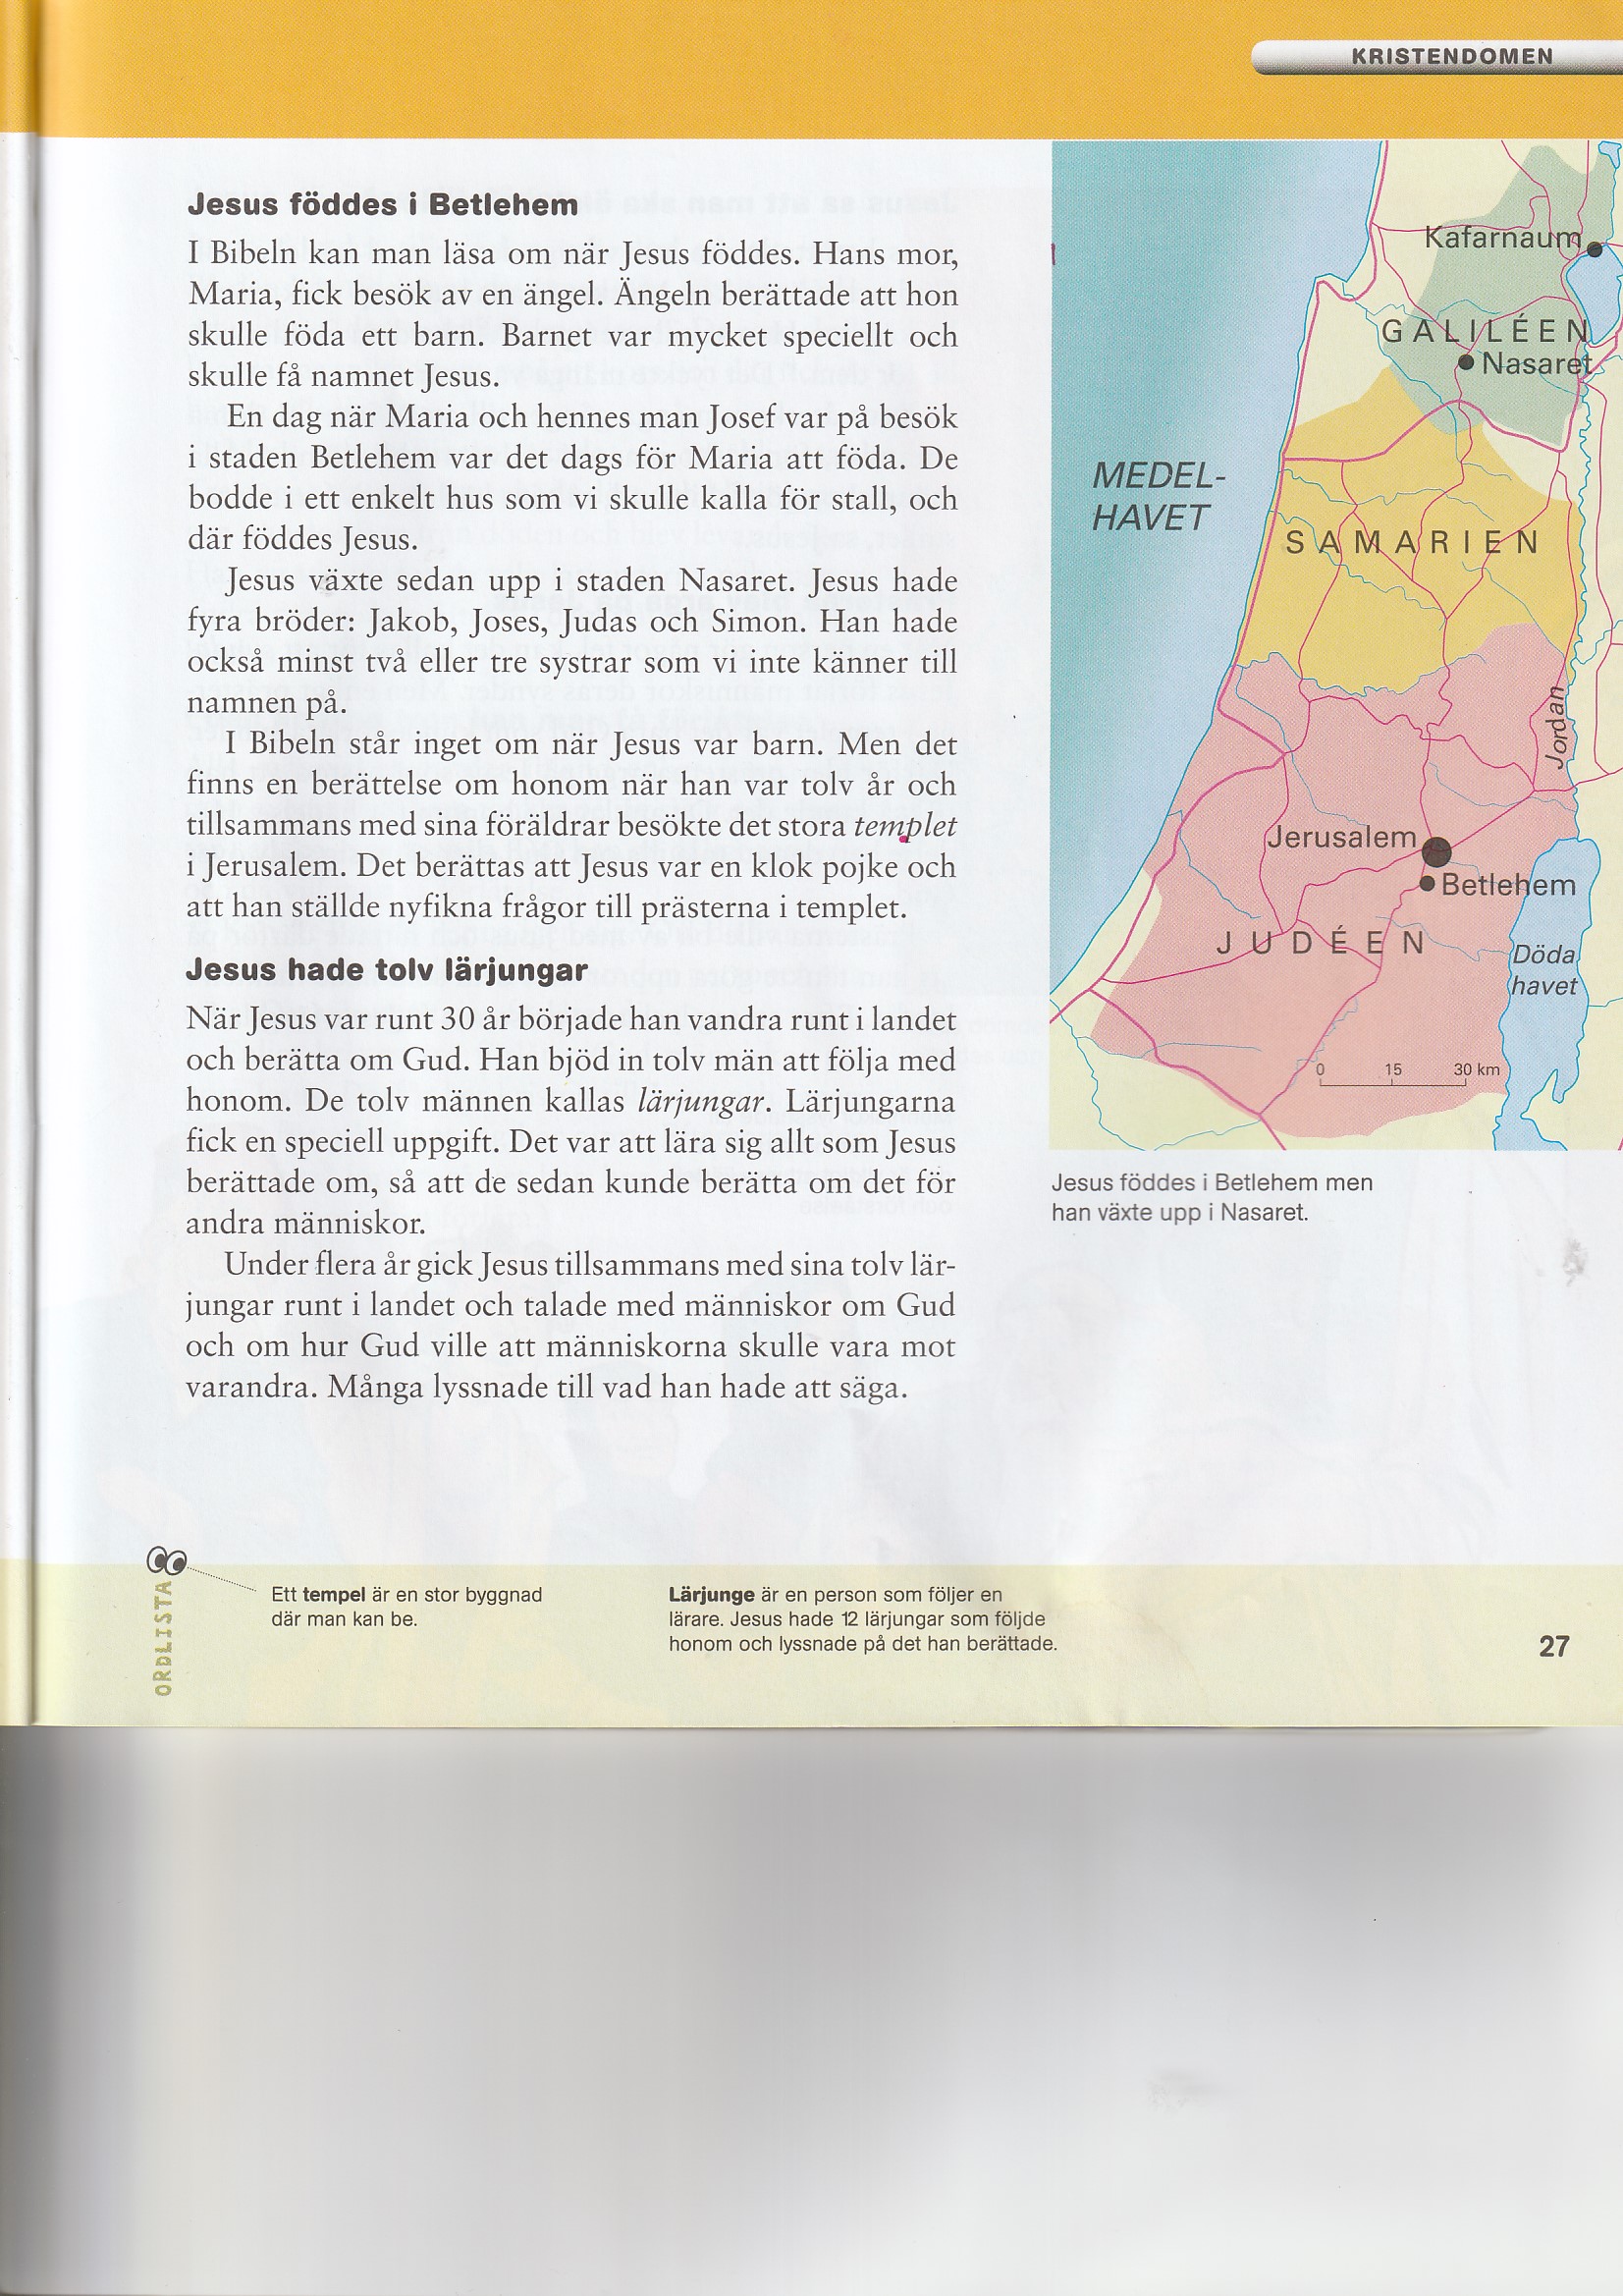 KRISTENDOMEN
Jesus föddes i Betlehem
I Bibeln kan man läsa om när Jesus föddes. Hans mor,
Maria, fick besök av en ängel. Ängeln berättade att hon
skulle föda ett barn. Barnet var mycket speciellt och
skulle få namnet Jesus.
En dag när Maria och hennes man Josef var på besök
i staden Betlehem var det dags för Maria att föda. De
bodde i ett enkelt hus som vi skulle kalla för stall, och
där föddes Jesus.
Jesus växte sedan upp i staden Nasaret. Jesus hade
fyra bröder: Jakob, Joses, Judas och Simon. Han hade
också minst två eller tre systrar som vi inte känner till
namnen på.
I Bibeln står inget om när Jesus var barn. Men det
finns en berättelse om honom när han var tolv år och
tillsammans med sina föräldrar besökte det stora templet
i Jerusalem. Det berättas att Jesus var en klok pojke och
att han ställde nyfikna frågor till prästerna i templet.
Jesus hade tolv lärjungar
När Jesus var runt 30 år började han vandra runt i landet
och berätta om Gud. Han bjöd in tolv män att följa med
honom. De tolv männen kallas lärjungar. Lärjungarna
fick en speciell uppgift. Det var att lära sig allt som Jesus
berättade om, så att de sedan kunde berätta om det för
andra människor.
Under flera år gick Jesus tillsammans med sina tolv lär-
jungar runt i landet och talade med människor om Gud
och om hur Gud ville att människorna skulle vara mot
varandra. Många lyssnade till vad han hade att säga.
Kafarnaum
GALILÉEN
Nasaret
MEDEL-
HAVET
SAMARIEN
Jordan
Jerusalem
Betlehem
JUDÉEN
Döda
havet
0 15 30 km
Jesus föddes i Betlehem men
han växte upp i Nasaret.
ORDLISTA
Ett tempel är en stor byggnad
där man kan be.
Lärjunge är en person som följer en
lärare. Jesus hade 12 lärjungar som följde
honom och lyssnade på det han berättade.
27